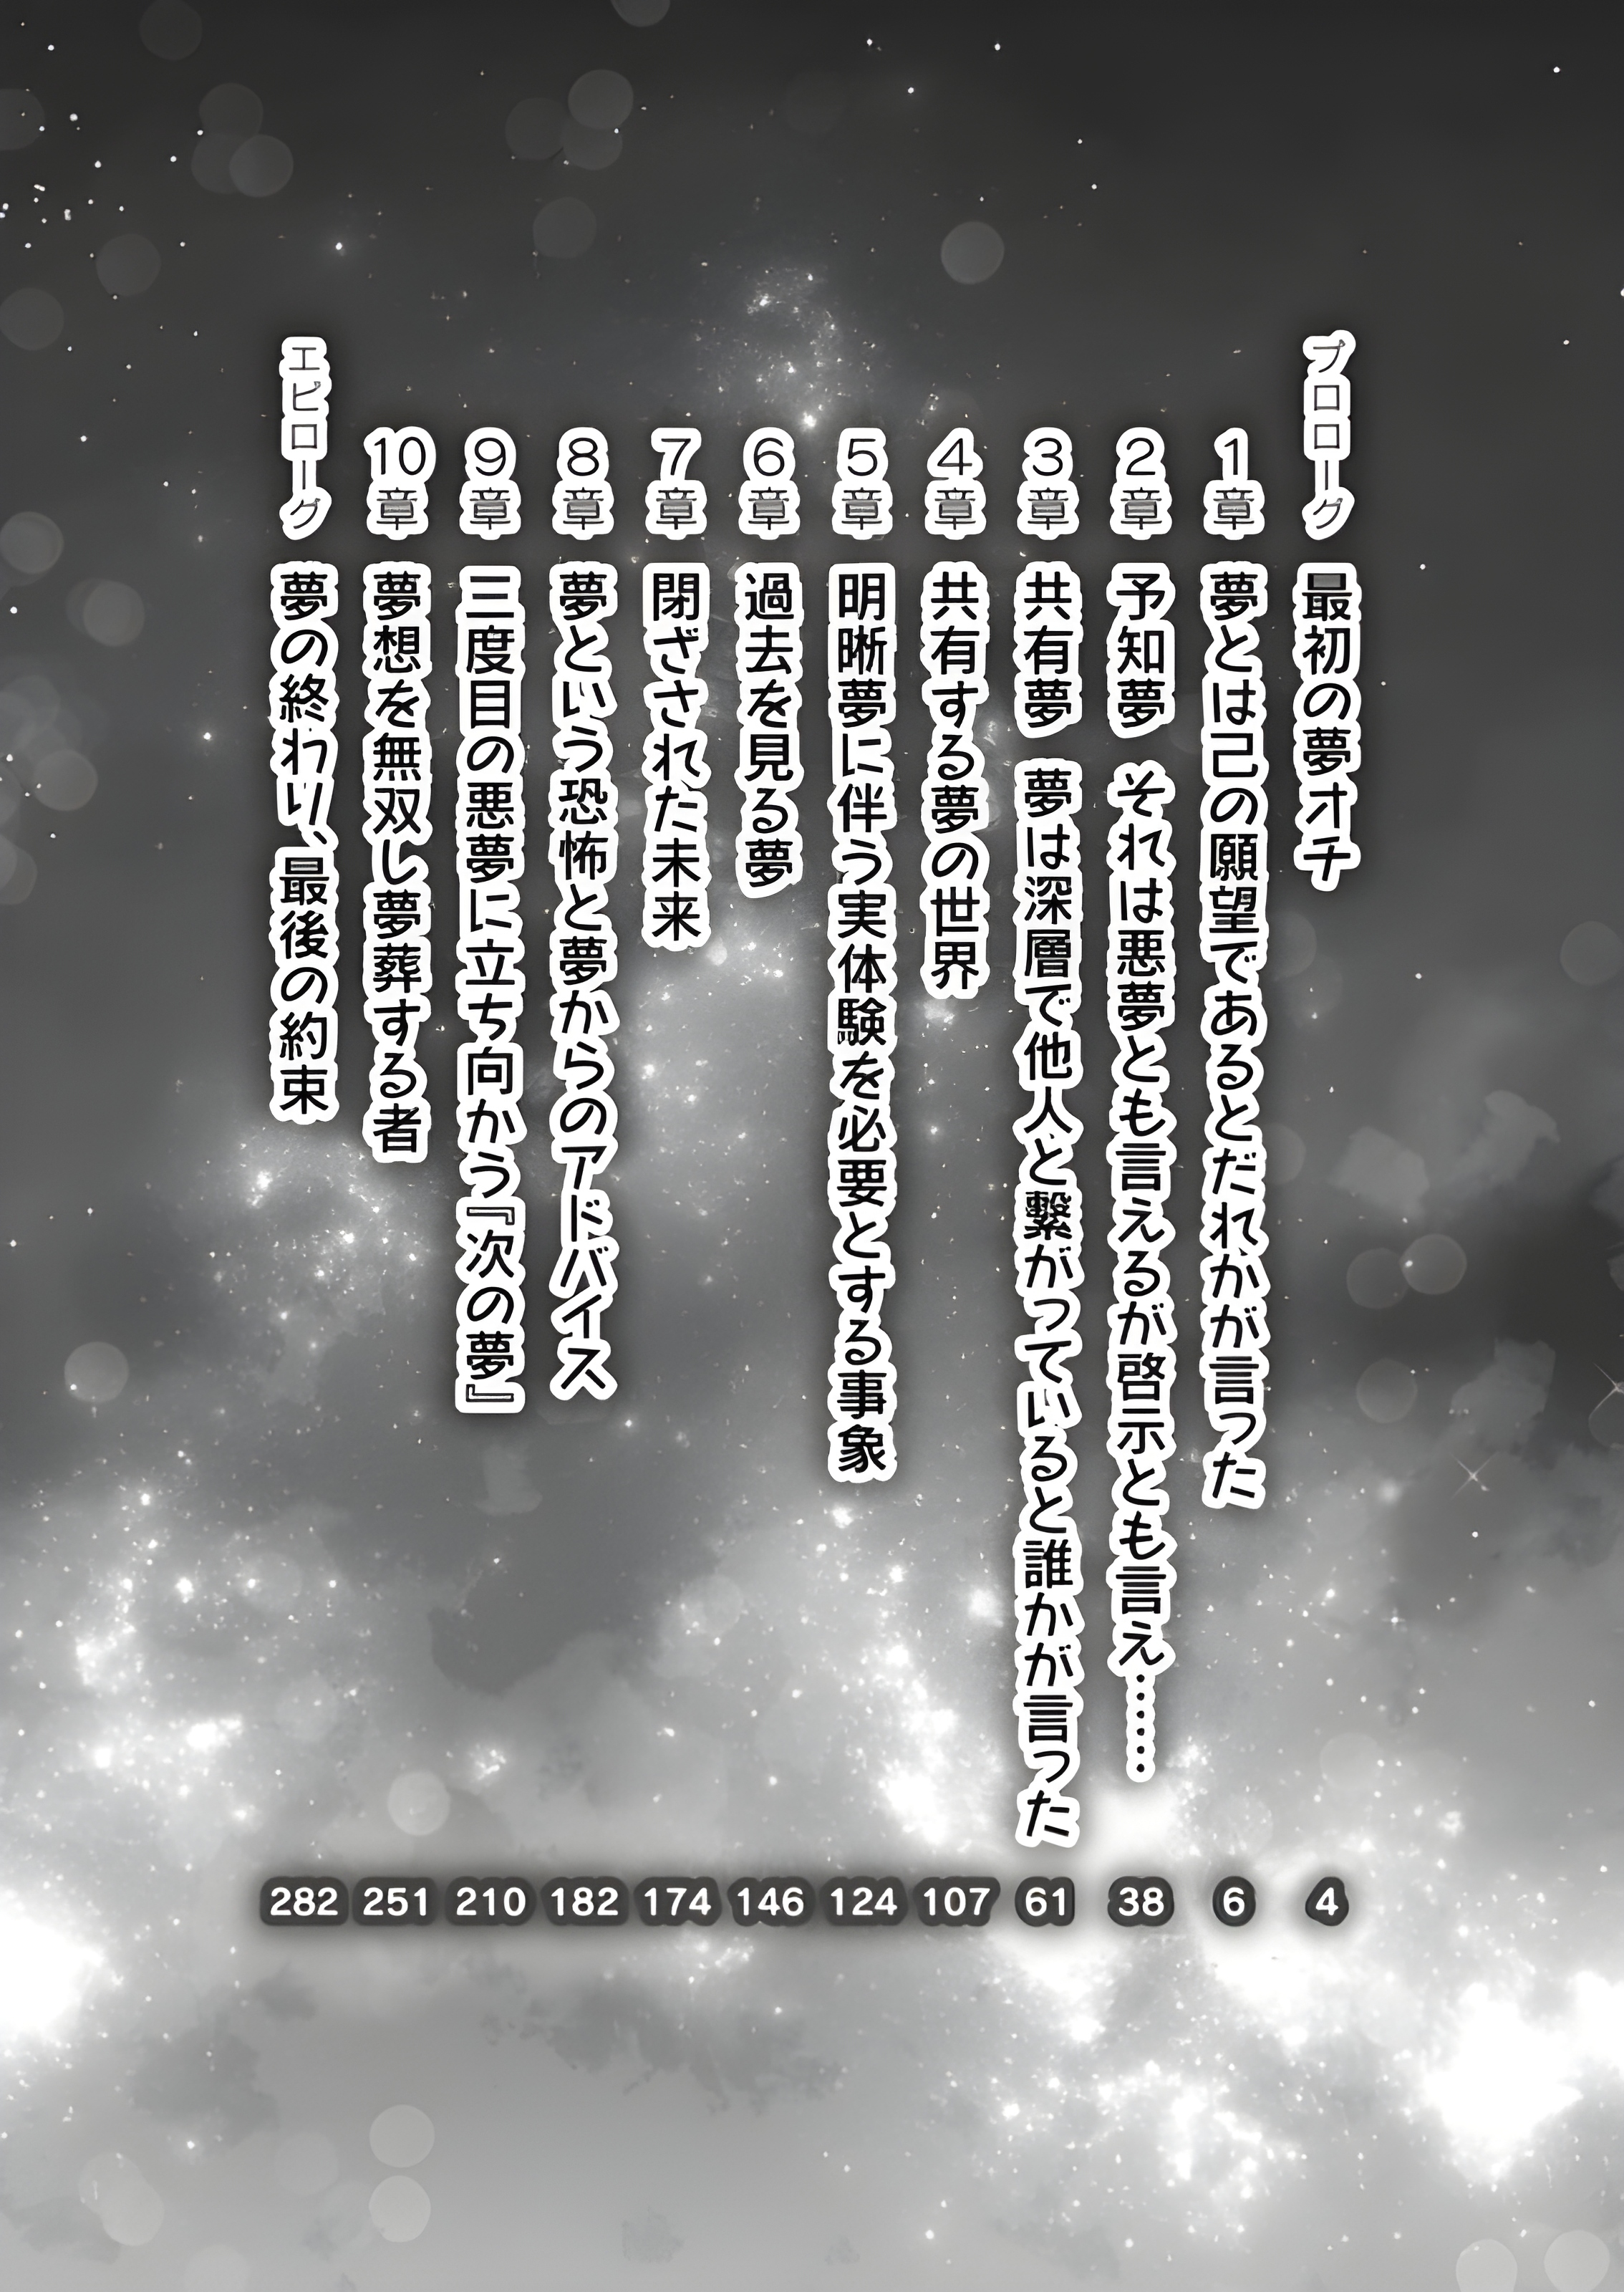 プロローグ 最初の夢オチ 4
1章 夢とは己の願望であるとだれかが言った 6
2章 予知夢 それは悪夢とも言えるが啓示とも言え…… 38
3章 共有夢 夢は深層で他人と繋がっていると誰かが言った 61
4章 共有する夢の世界 107
5章 明晰夢に伴う実体験を必要とする事象 124
6章 過去を見る夢 146
7章 閉ざされた未来 174
8章 夢という恐怖と夢からのアドバイス 182
9章 三度目の悪夢に立ち向かう『次の夢』 210
10章 夢想を無双し夢葬する者 251
エピローグ 夢の終わり、最後の約束 282